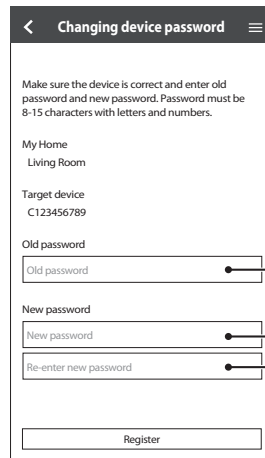 Changing device password
Make sure the device is correct and enter old
password and new password. Password must be
8-15 characters with letters and numbers.
My Home
Living Room
Target device
C123456789
Old password
Old password
New password
New password
Re-enter new password
Register